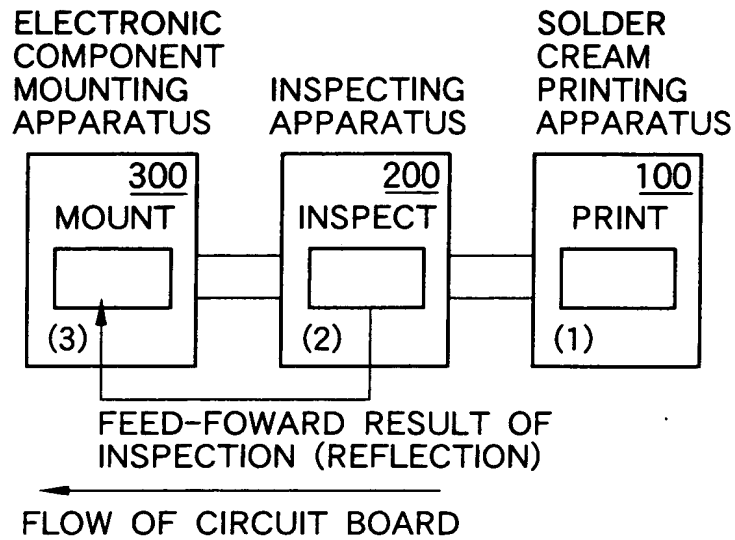 ELECTRONIC
COMPONENT
MOUNTING
APPARATUS
INSPECTING
APPARATUS
SOLDER
CREAM
PRINTING
APPARATUS
300
MOUNT
(3)
200
INSPECT
(2)
100
PRINT
(1)
FEED-FOWARD RESULT OF
INSPECTION (REFLECTION)
FLOW OF CIRCUIT BOARD